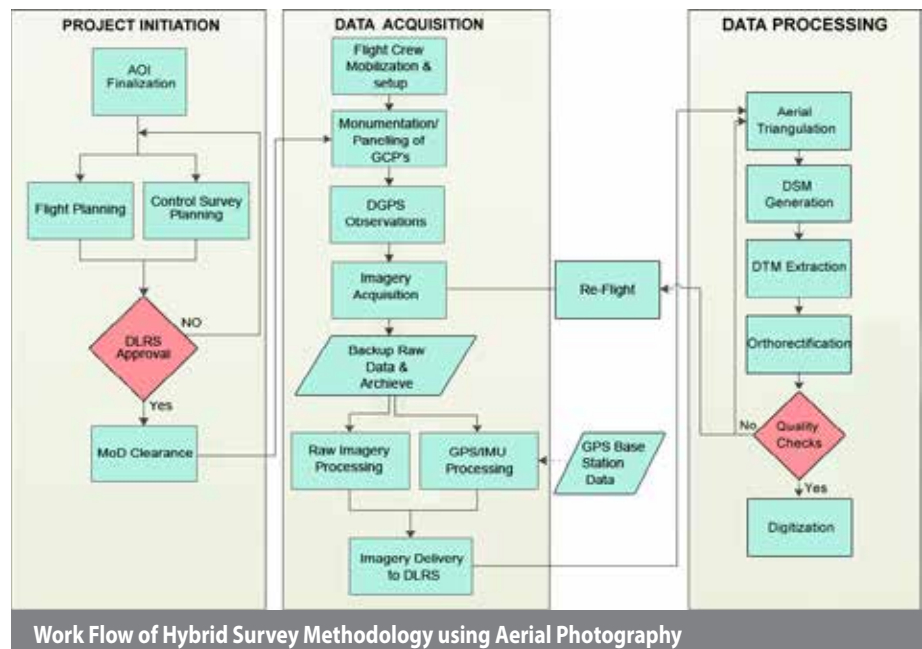 PROJECT INITIATION
AOI
Finalization
Flight Planning
Control Survey
Planning
NO
DLRS
Approval
Yes
MoD Clearance
DATA ACQUISITION
Flight Crew
Mobilization &
setup
Monumentation/
Panelling of
GCP's
DGPS
Observations
Imagery
Acquisition
Backup Raw
Data &
Archieve
Raw Imagery
Processing
GPS/IMU
Processing
GPS Base
Station
Data
Imagery Delivery
to DLRS
Re-Flight
DATA PROCESSING
Aerial
Triangulation
DSM
Generation
DTM Extraction
Orthorectification
No
Quality
Checks
Yes
Digitization
Work Flow of Hybrid Survey Methodology using Aerial Photography